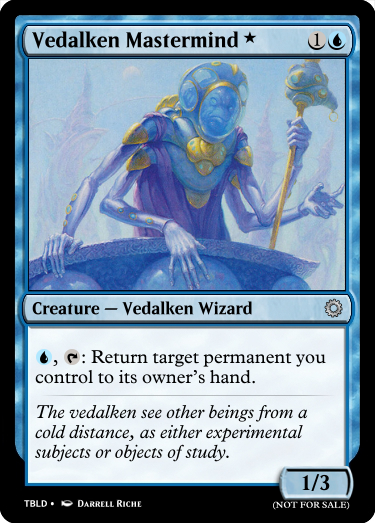 Vedalken Mastermind ★ 1
Creature — Vedalken Wizard
, : Return target permanent you
control to its owner's hand.
The vedalken see other beings from a
cold distance, as either experimental
subjects or objects of study.
1/3
TBLD • Darrell Riche
(NOT FOR SALE)